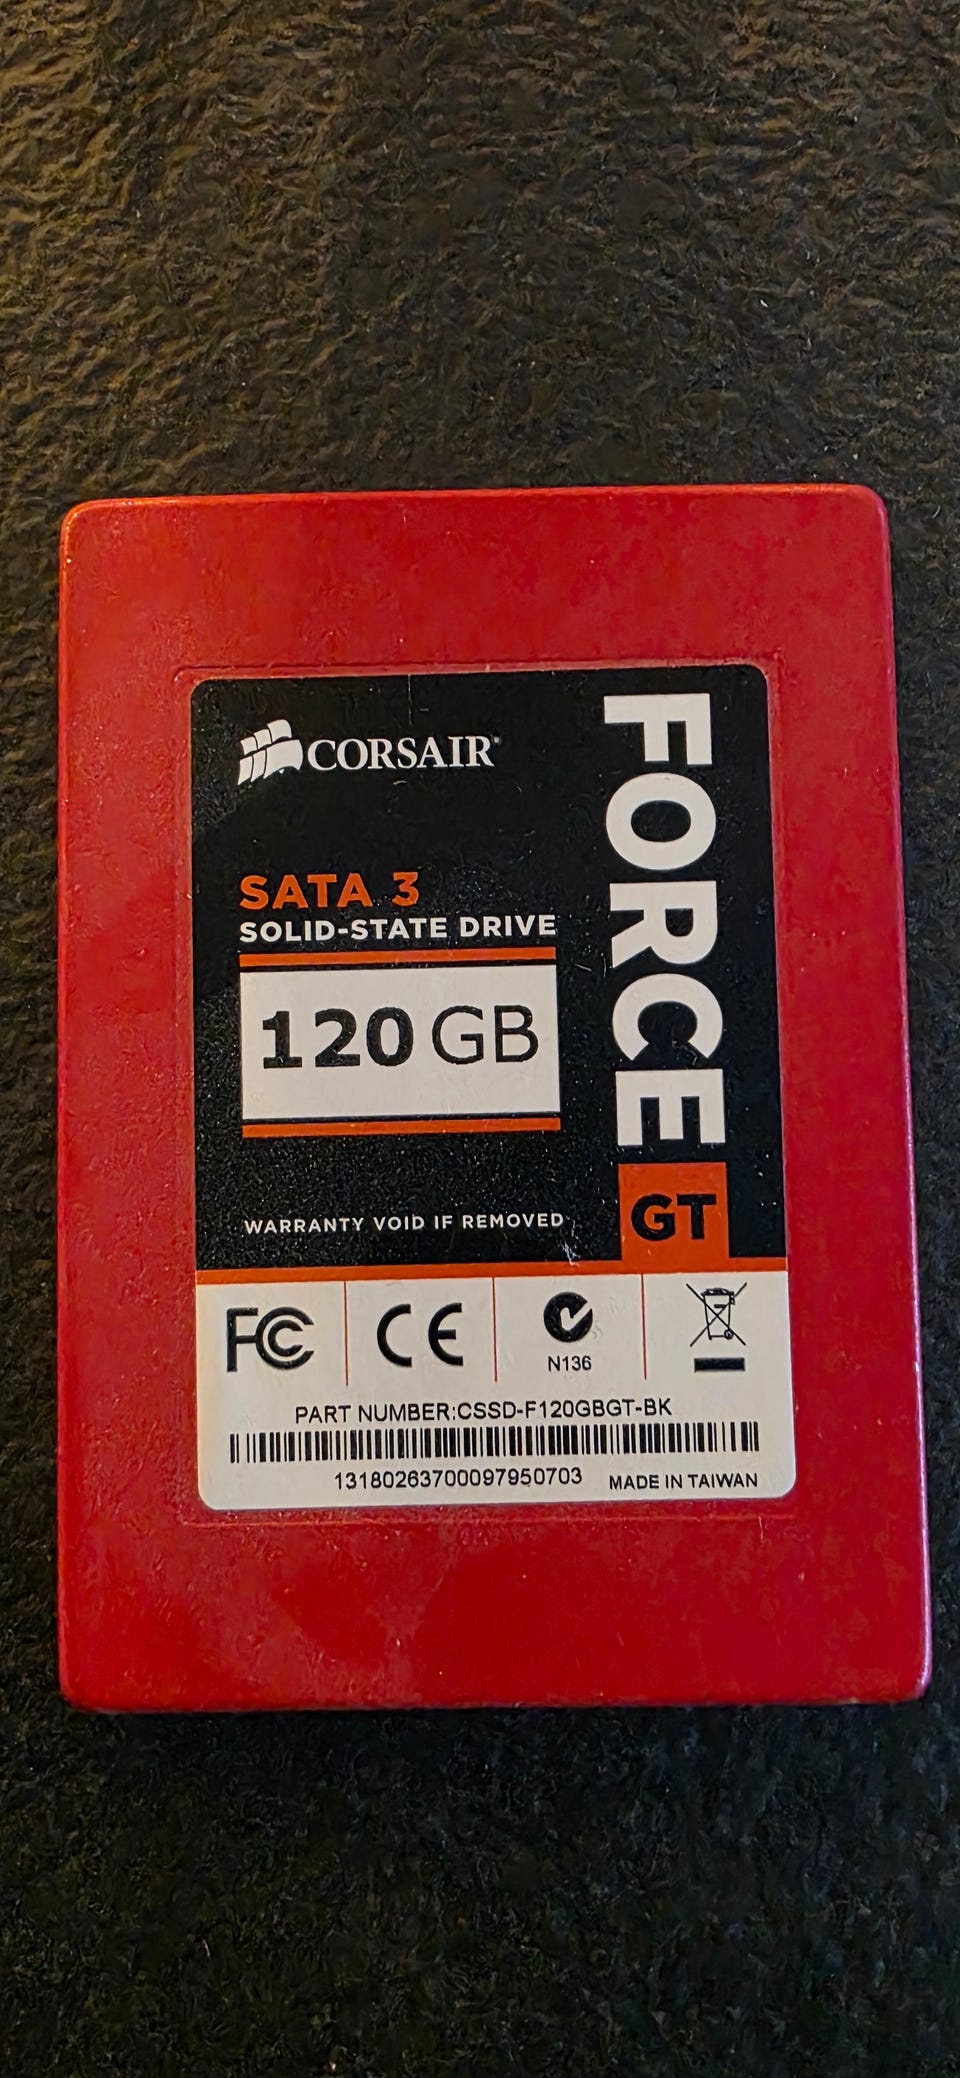 CORSAIR
SATA 3
SOLID-STATE DRIVE
120 GB
WARRANTY VOID IF REMOVED
FORCE
GT
FC
CE
N136
PART NUMBER:CSSD-F120GBGT-BK
13180263700097950703
MADE IN TAIWAN